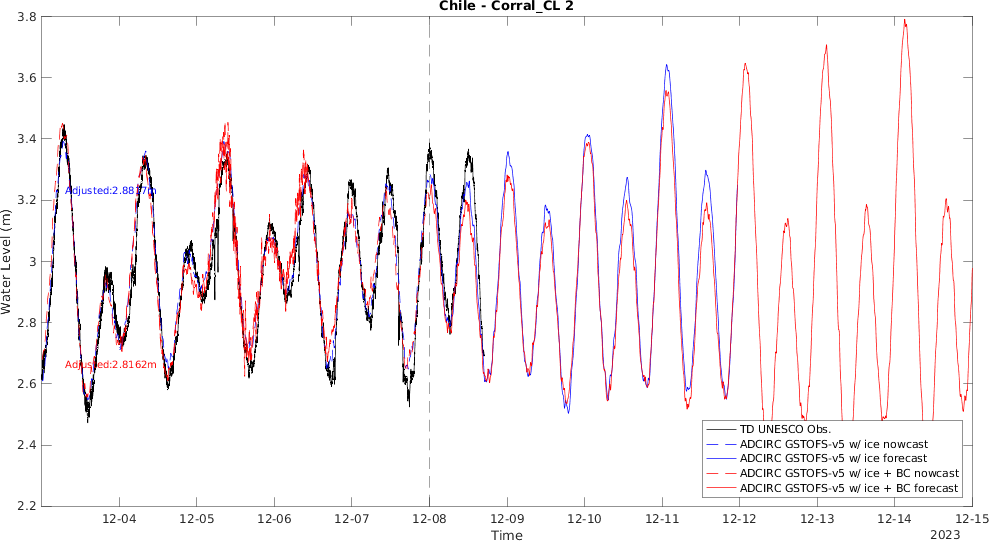 Chile - Corral_CL 2
Water Level (m)
3.8
3.6
3.4
3.2
3
2.8
2.6
2.4
2.2
Adjusted:2.8817m
Adjusted:2.8162m
TD UNESCO Obs.
ADCIRC GSTOFS-v5 w/ ice nowcast
ADCIRC GSTOFS-v5 w/ ice forecast
ADCIRC GSTOFS-v5 w/ ice + BC nowcast
ADCIRC GSTOFS-v5 w/ ice + BC forecast
12-04 12-05 12-06 12-07 12-08 12-09 12-10 12-11 12-12 12-13 12-14 12-15
Time
2023